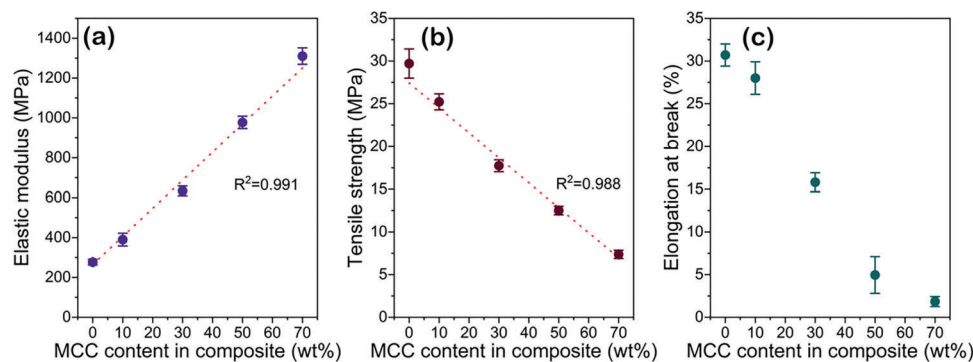 (a)
Elastic modulus (MPa)
1400
1200
1000
800
600
400
200
0
R²=0.991
0 10 20 30 40 50 60 70
MCC content in composite (wt%)
(b)
Tensile strength (MPa)
35
30
25
20
15
10
5
0
R²=0.988
0 10 20 30 40 50 60 70
MCC content in composite (wt%)
(c)
Elongation at break (%)
35
30
25
20
15
10
5
0
0 10 20 30 40 50 60 70
MCC content in composite (wt%)